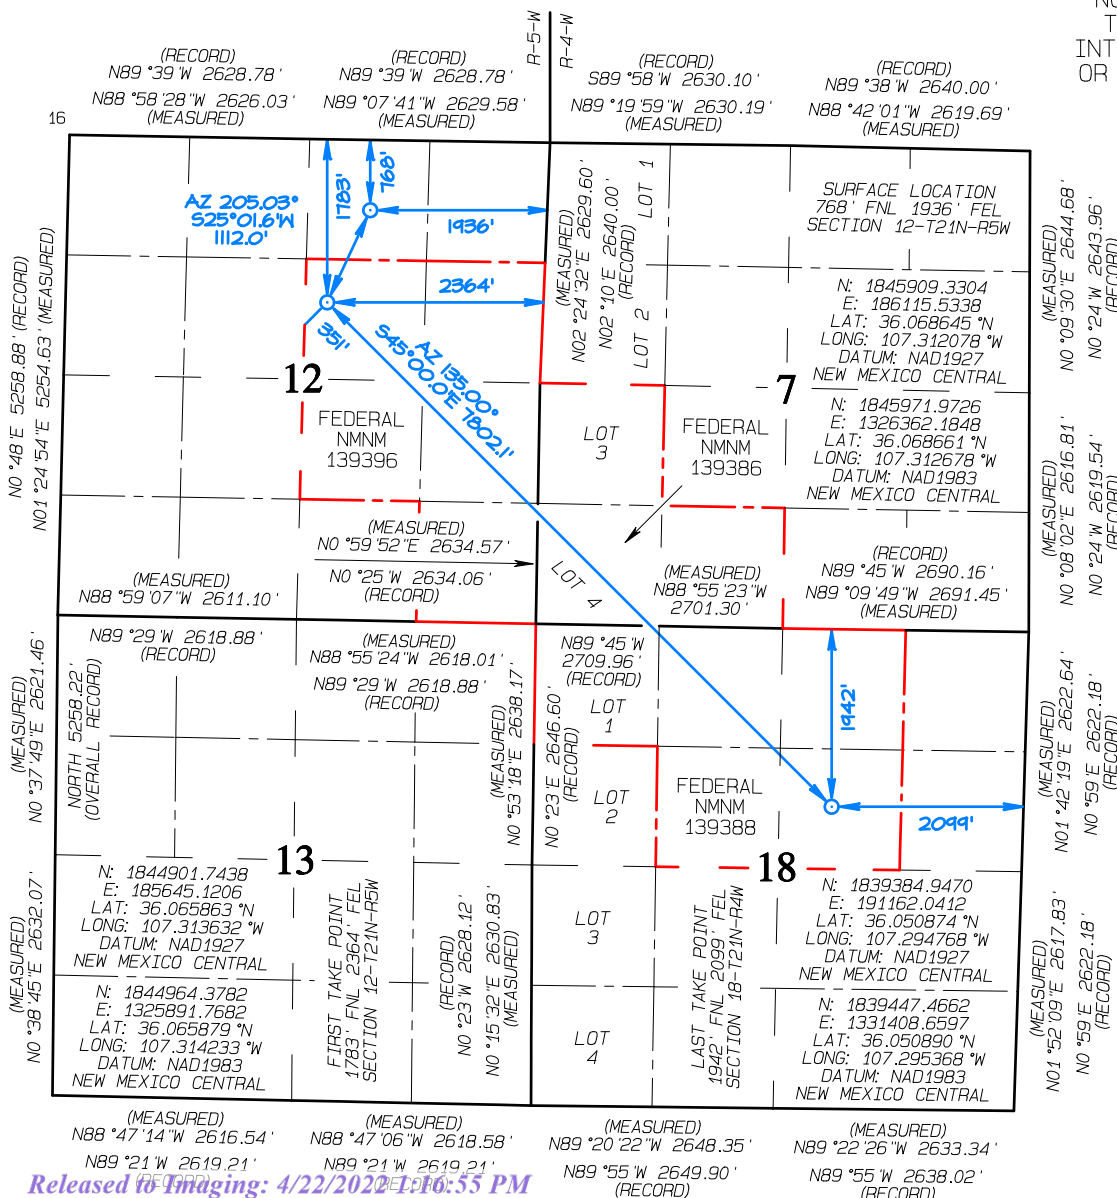 NO
T
INT
OR
R-5-W
R-4-W
(RECORD)
N89 °39 'W 2628.78 '
N88 °58 '28 "W 2626.03 '
(MEASURED)
(RECORD)
N89 °39 'W 2628.78 '
N89 °07 '41 "W 2629.58 '
(MEASURED)
(RECORD)
S89 °58 'W 2630.10 '
N89 °19 '59 "W 2630.19 '
(MEASURED)
(RECORD)
N89 °38 'W 2640.00 '
N88 °42 '01 "W 2619.69 '
(MEASURED)
16
AZ 205.03°
S25°01.6'W
1112.0'
1783'
768'
1936'
2364'
351'
AZ 135.00°
S45°00.0'E 7802.1'
(MEASURED)
N02 °24 '32 "E 2629.60 '
N02 °10 'E 2640.00 '
(RECORD)
LOT 1
LOT 2
SURFACE LOCATION
768 ' FNL 1936 ' FEL
SECTION 12-T21N-R5W
N: 1845909.3304
E: 186115.5338
LAT: 36.068645 °N
LONG: 107.312078 °W
DATUM: NAD1927
NEW MEXICO CENTRAL
N: 1845971.9726
E: 1326362.1848
LAT: 36.068661 °N
LONG: 107.312678 °W
DATUM: NAD1983
NEW MEXICO CENTRAL
N0 °48 'E 5258.88 ' (RECORD)
N01 °24 '54 "E 5254.63 ' (MEASURED)
(MEASURED)
N0 °09 '30 "E 2644.68 '
N0 °24 'W 2643.96 '
(RECORD)
12
7
FEDERAL
NMNM
139396
LOT
3
FEDERAL
NMNM
139386
(MEASURED)
N0 °08 '02 "E 2616.81 '
N0 °24 'W 2619.54 '
(RECORD)
(MEASURED)
N0 °59 '52 "E 2634.57 '
N0 °25 'W 2634.06 '
(RECORD)
(MEASURED)
N88 °59 '07 "W 2611.10 '
LOT 4
(MEASURED)
N88 °55 '23 "W
2701.30 '
(RECORD)
N89 °45 'W 2690.16 '
N89 °09 '49 "W 2691.45 '
(MEASURED)
N89 °29 'W 2618.88 '
(RECORD)
(MEASURED)
N88 °55 '24 "W 2618.01 '
N89 °29 'W 2618.88 '
(RECORD)
N89 °45 'W
2709.96 '
(RECORD)
LOT
1
(MEASURED)
N0 °37 '49 "E 2621.46 '
NORTH 5258.22 '
(OVERALL RECORD)
(MEASURED)
N0 °53 '18 "E 2638.17 '
N0 °23 'E 2646.60 '
(RECORD)
1942'
(MEASURED)
N01 °42 '19 "E 2622.64 '
N0 °59 'E 2622.18 '
(RECORD)
LOT
2
FEDERAL
NMNM
139388
2099'
13
18
N: 1844901.7438
E: 185645.1206
LAT: 36.065863 °N
LONG: 107.313632 °W
DATUM: NAD1927
NEW MEXICO CENTRAL
N: 1844964.3782
E: 1325891.7682
LAT: 36.065879 °N
LONG: 107.314233 °W
DATUM: NAD1983
NEW MEXICO CENTRAL
FIRST TAKE POINT
1783 ' FNL 2364 ' FEL
SECTION 12-T21N-R5W
(RECORD)
N0 °23 'W 2628.12
N0 °15 '32 "E 2630.83 '
(MEASURED)
LOT
3
LOT
4
LAST TAKE POINT
1942 ' FNL 2099 ' FEL
SECTION 18-T21N-R4W
N: 1839384.9470
E: 191162.0412
LAT: 36.050874 °N
LONG: 107.294768 °W
DATUM: NAD1927
NEW MEXICO CENTRAL
N: 1839447.4662
E: 1331408.6597
LAT: 36.050890 °N
LONG: 107.295368 °W
DATUM: NAD1983
NEW MEXICO CENTRAL
(MEASURED)
N0 °38 '45 "E 2632.07 '
(MEASURED)
N01 °52 '09 "E 2617.83 '
N0 °59 'E 2622.18 '
(RECORD)
(MEASURED)
N88 °47 '14 "W 2616.54 '
N89 °21 'W 2619.21 '
(RECORD)
(MEASURED)
N88 °47 '06 "W 2618.58 '
N89 °21 'W 2619.21 '
(RECORD)
(MEASURED)
N89 °20 '22 "W 2648.35 '
N89 °55 'W 2649.90 '
(RECORD)
(MEASURED)
N89 °22 '26 "W 2633.34 '
N89 °55 'W 2638.02 '
(RECORD)
Released to Imaging: 4/22/2022 1:16:55 PM